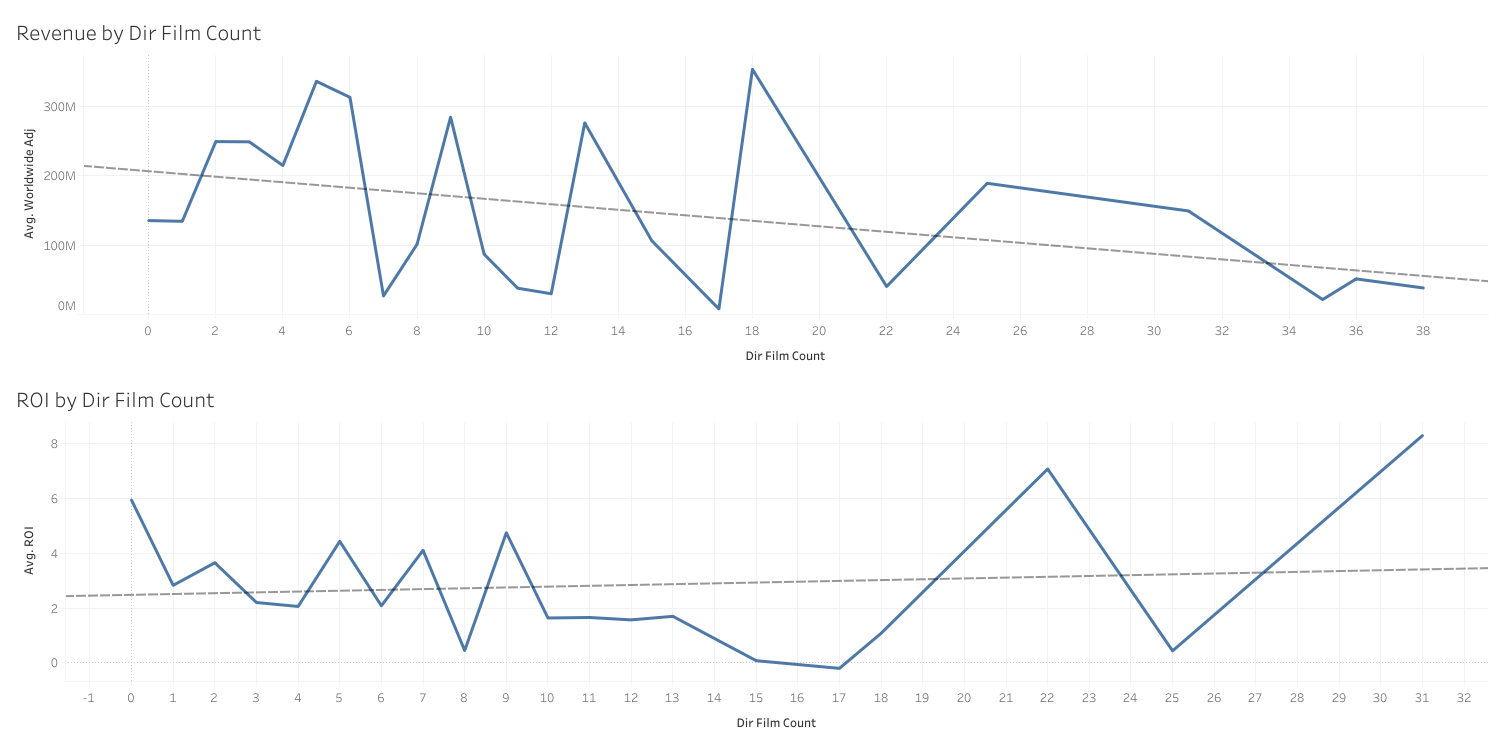 Revenue by Dir Film Count
300M
200M
100M
0M
Avg. Worldwide Adj
0 2 4 6 8 10 12 14 16 18 20 22 24 26 28 30 32 34 36 38
Dir Film Count
ROI by Dir Film Count
8
6
4
2
0
Avg. ROI
-1 0 1 2 3 4 5 6 7 8 9 10 11 12 13 14 15 16 17 18 19 20 21 22 23 24 25 26 27 28 29 30 31 32
Dir Film Count